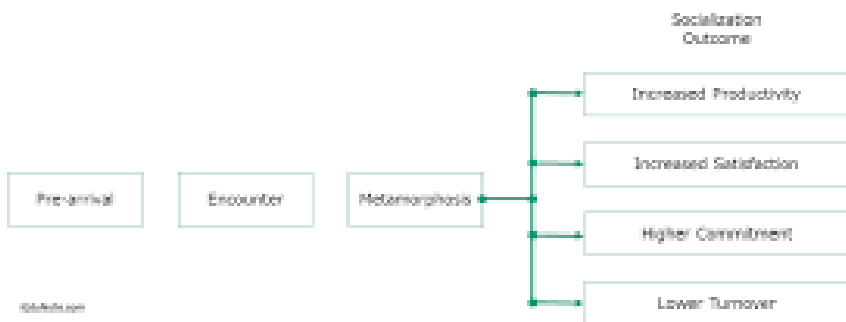 Socialization
Outcome
Increased Productivity
Increased Satisfaction
Pre-arrival
Encounter
Metamorphosis
Higher Commitment
Lower Turnover